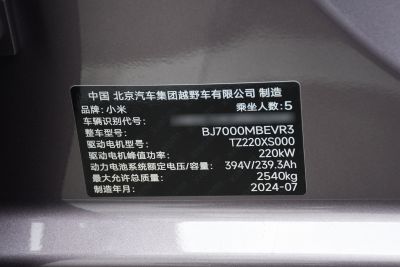 中国 北京汽车集团越野车有限公司 制造
品牌：小米 乘坐人数：5
车辆识别代号：
整车型号： BJ7000MBEVR3
驱动电机型号： TZ220XS000
驱动电机峰值功率： 220kW
动力电池系统额定电压/容量： 394V/239.3Ah
最大允许总质量： 2540kg
制造年月： 2024-07